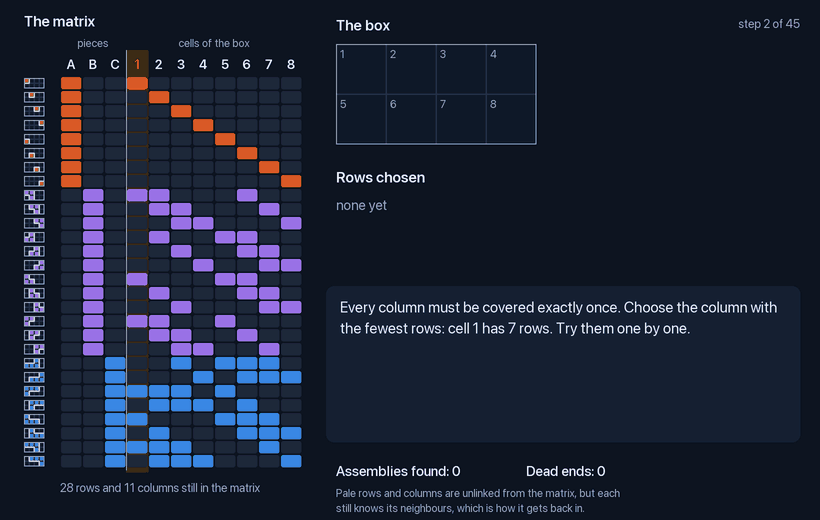 The matrix
pieces
cells of the box
A B C 1 2 3 4 5 6 7 8
28 rows and 11 columns still in the matrix
The box
step 2 of 45
1 2 3 4
5 6 7 8
Rows chosen
none yet
Every column must be covered exactly once. Choose the column with
the fewest rows: cell 1 has 7 rows. Try them one by one.
Assemblies found: 0
Dead ends: 0
Pale rows and columns are unlinked from the matrix, but each
still knows its neighbours, which is how it gets back in.